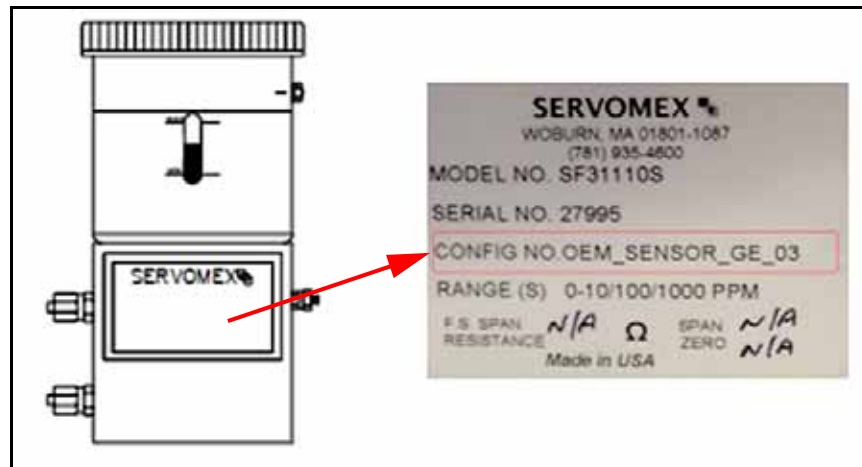 SERVOMEX
SERVOMEX
WOBURN, MA 01801-1087
(781) 935-4600
MODEL NO. SF31110S
SERIAL NO. 27995
CONFIG NO.OEM_SENSOR_GE_03
RANGE (S) 0-10/100/1000 PPM
F.S. SPAN RESISTANCE N/A Ω SPAN N/A
ZERO N/A
Made in USA